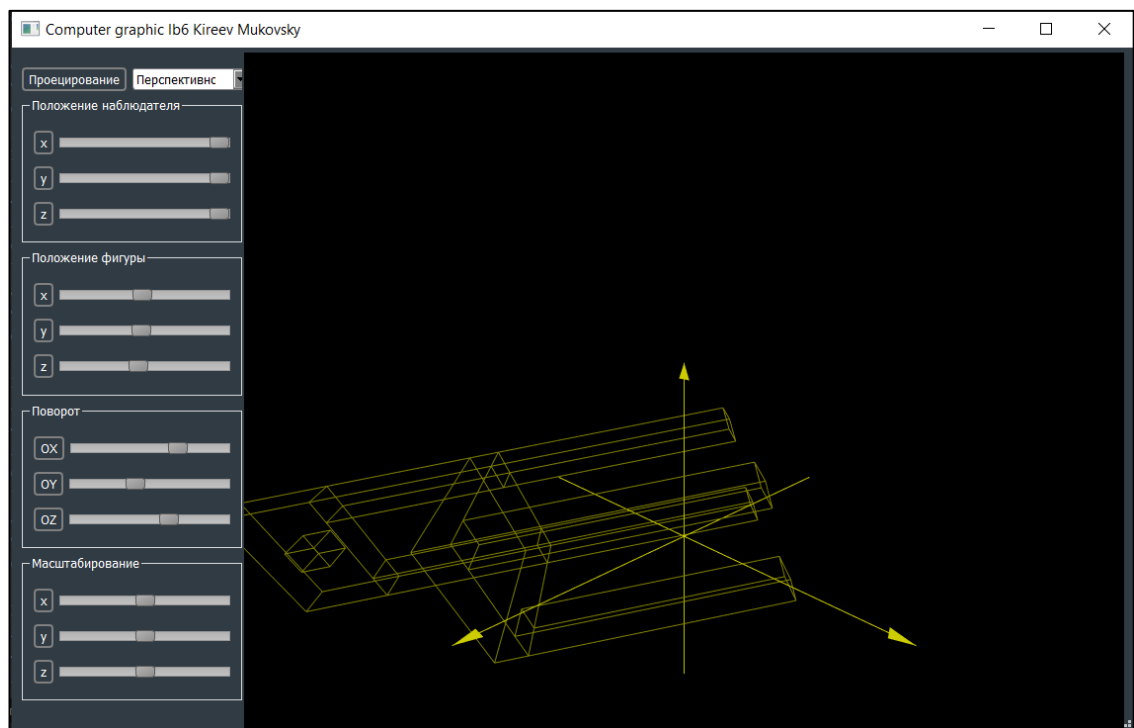 Computer graphic lb6 Kireev Mukovsky
Проецирование Перспективнс
Положение наблюдателя
x
y
z
Положение фигуры
x
y
z
Поворот
OX
OY
OZ
Масштабирование
x
y
z